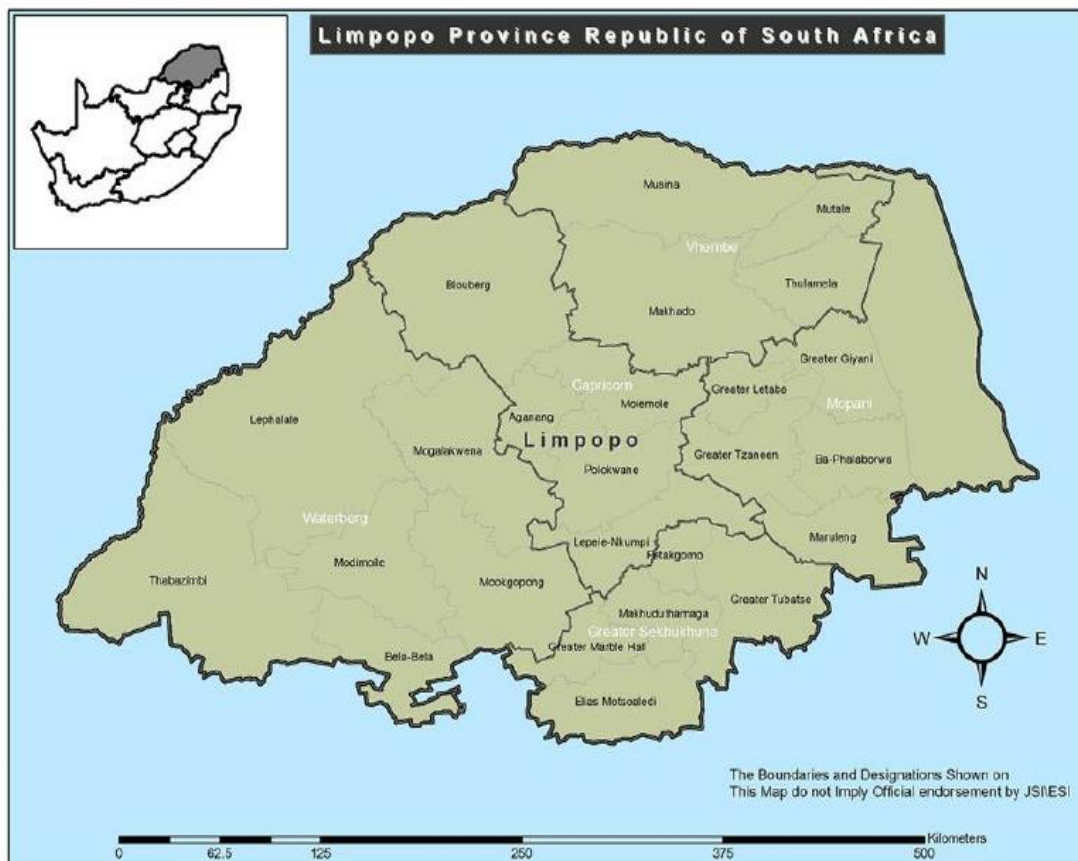 Limpopo Province Republic of South Africa
Musina
Mutale
Vhembe
Blouberg
Thulamela
Makhado
Greater Giyani
Capricorn
Greater Letaba
Molemole
Mopani
Aganang
Lephalale
Limpopo
Mogalakwena
Greater Tzaneen
Ba-Phalaborwa
Polokwane
Waterberg
Maruleng
Lepele-Nkumpi
Fetakgomo
Modimolle
Mookgopong
Thabazimbi
Greater Tubatse
Makhuduthamaga
Greater Sekhukhune
Greater Marble Hall
Bela-Bela
Elias Motsoaledi
N
W
E
S
The Boundaries and Designations Shown on
This Map do not Imply Official endorsement by JSI\ESI
Kilometers
0 62.5 125 250 375 500